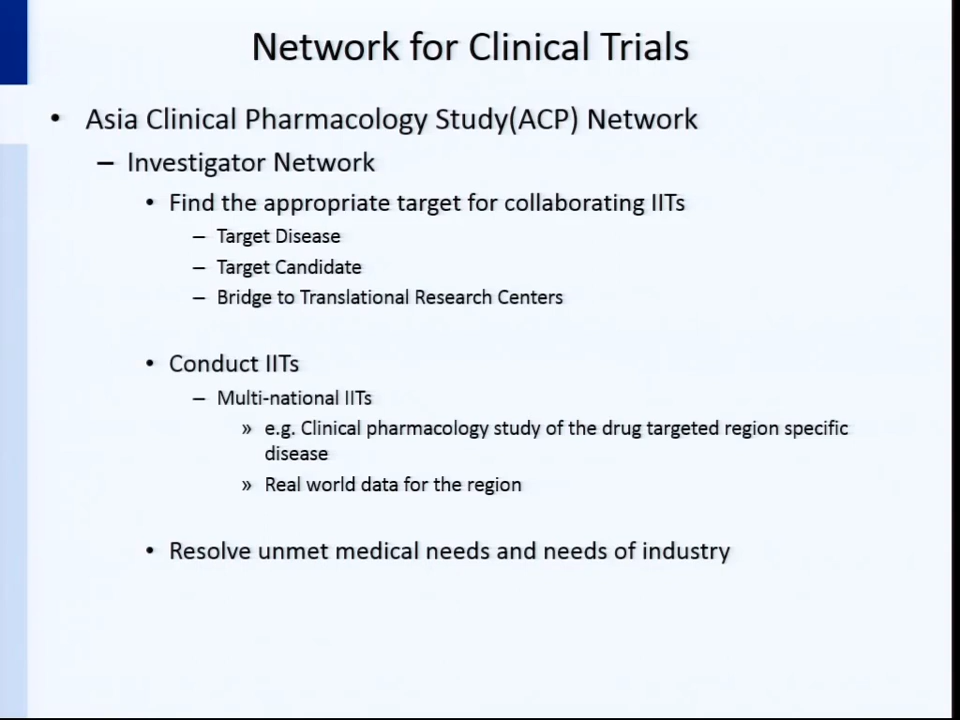 Network for Clinical Trials
• Asia Clinical Pharmacology Study(ACP) Network
– Investigator Network
• Find the appropriate target for collaborating IITs
– Target Disease
– Target Candidate
– Bridge to Translational Research Centers
• Conduct IITs
– Multi-national IITs
» e.g. Clinical pharmacology study of the drug targeted region specific
disease
» Real world data for the region
• Resolve unmet medical needs and needs of industry